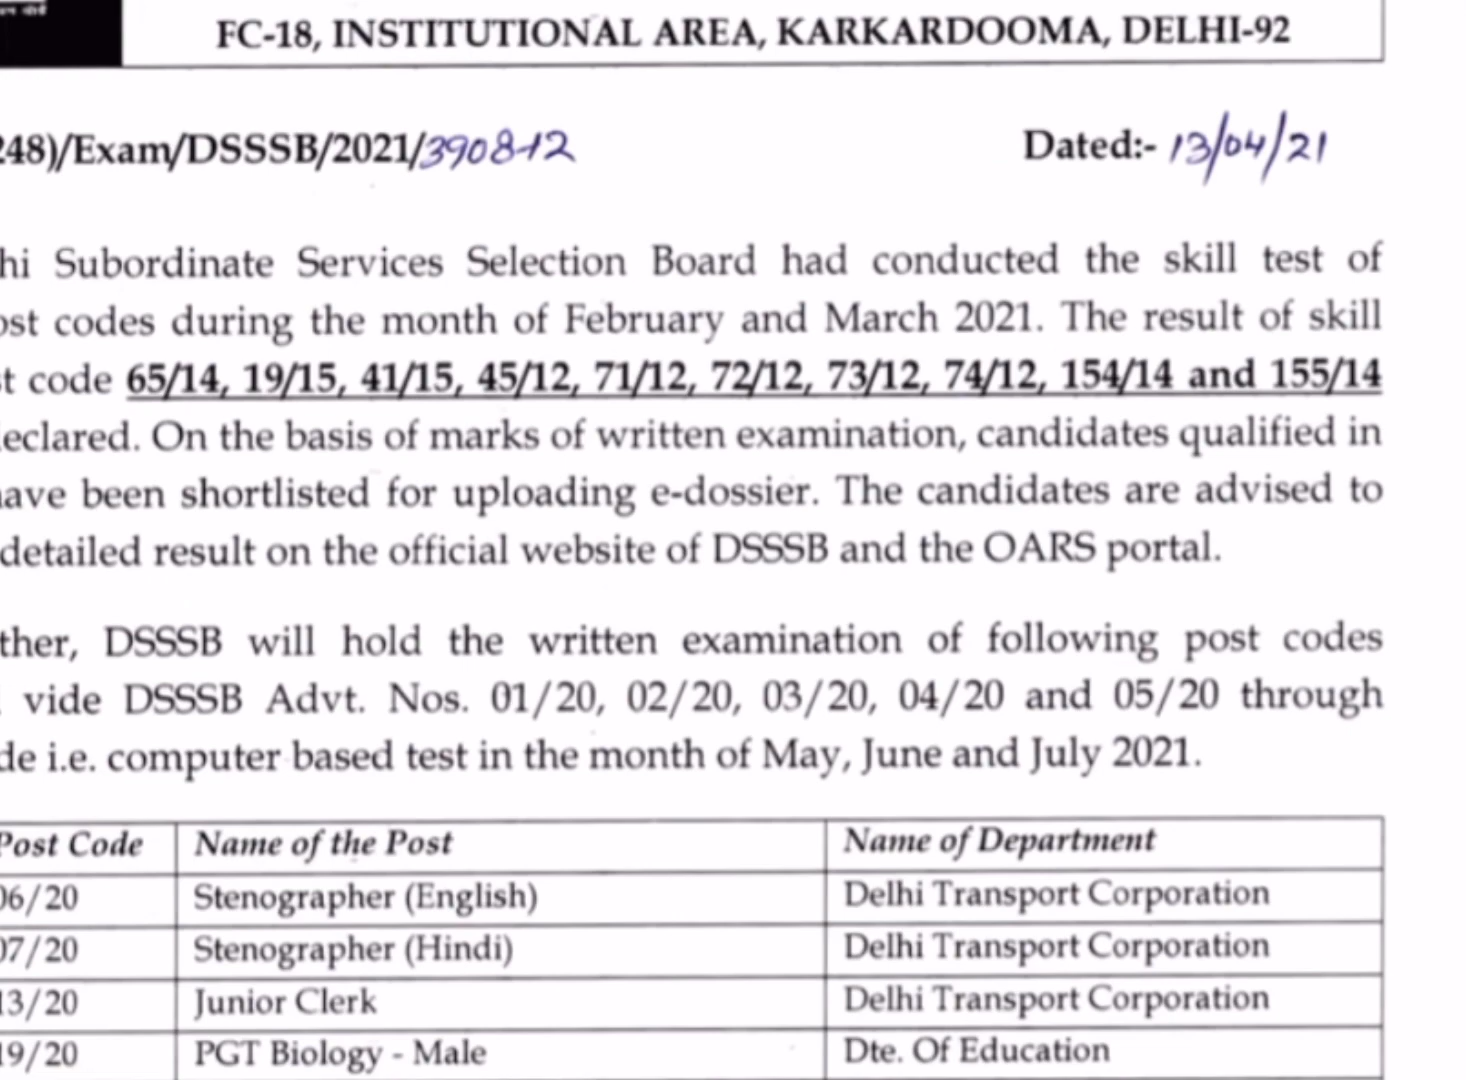 FC-18, INSTITUTIONAL AREA, KARKARDOOMA, DELHI-92
248)/Exam/DSSSB/2021/390812 Dated:- 13/04/21
hi Subordinate Services Selection Board had conducted the skill test of
ost codes during the month of February and March 2021. The result of skill
t code 65/14, 19/15, 41/15, 45/12, 71/12, 72/12, 73/12, 74/12, 154/14 and 155/14
eclared. On the basis of marks of written examination, candidates qualified in
ave been shortlisted for uploading e-dossier. The candidates are advised to
detailed result on the official website of DSSSB and the OARS portal.
ther, DSSSB will hold the written examination of following post codes
vide DSSSB Advt. Nos. 01/20, 02/20, 03/20, 04/20 and 05/20 through
de i.e. computer based test in the month of May, June and July 2021.
Post Code Name of the Post Name of Department
06/20 Stenographer (English) Delhi Transport Corporation
07/20 Stenographer (Hindi) Delhi Transport Corporation
13/20 Junior Clerk Delhi Transport Corporation
19/20 PGT Biology - Male Dte. Of Education